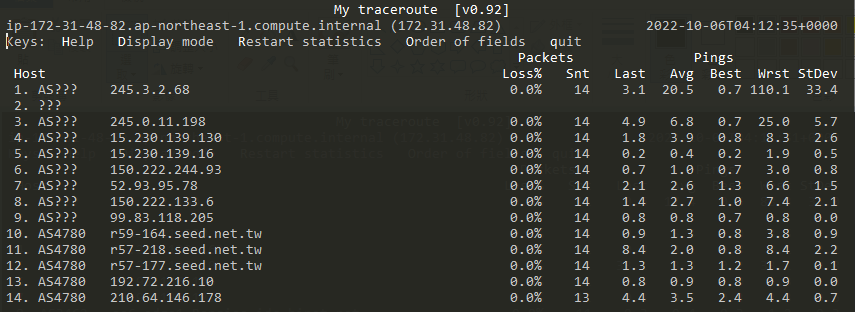 My traceroute [v0.92]
ip-172-31-48-82.ap-northeast-1.compute.internal (172.31.48.82) 2022-10-06T04:12:35+0000
Keys: Help Display mode Restart statistics Order of fields quit
Packets Pings
Host Loss% Snt Last Avg Best Wrst StDev
1. AS??? 245.3.2.68 0.0% 14 3.1 20.5 0.7 110.1 33.4
2. ???
3. AS??? 245.0.11.198 0.0% 14 4.9 6.8 0.7 25.0 5.7
4. AS??? 15.230.139.130 0.0% 14 1.8 3.9 0.8 8.3 2.6
5. AS??? 15.230.139.16 0.0% 14 0.2 0.4 0.2 1.9 0.5
6. AS??? 150.222.244.93 0.0% 14 0.7 1.0 0.7 3.0 0.8
7. AS??? 52.93.95.78 0.0% 14 2.1 2.6 1.3 6.6 1.5
8. AS??? 150.222.133.6 0.0% 14 1.4 2.7 1.0 7.4 2.1
9. AS??? 99.83.118.205 0.0% 14 0.8 0.8 0.7 0.8 0.0
10. AS4780 r59-164.seed.net.tw 0.0% 14 0.9 1.3 0.8 3.8 0.9
11. AS4780 r57-218.seed.net.tw 0.0% 14 8.4 2.0 0.8 8.4 2.2
12. AS4780 r57-177.seed.net.tw 0.0% 14 1.3 1.3 1.2 1.7 0.1
13. AS4780 192.72.216.10 0.0% 14 0.8 0.9 0.8 0.9 0.0
14. AS4780 210.64.146.178 0.0% 13 4.4 3.5 2.4 4.4 0.7